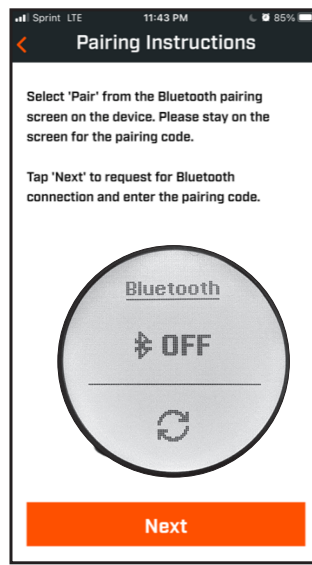 Sprint LTE 11:43 PM 85%
Pairing Instructions
Select 'Pair' from the Bluetooth pairing
screen on the device. Please stay on the
screen for the pairing code.
Tap 'Next' to request for Bluetooth
connection and enter the pairing code.
Bluetooth
OFF
Next